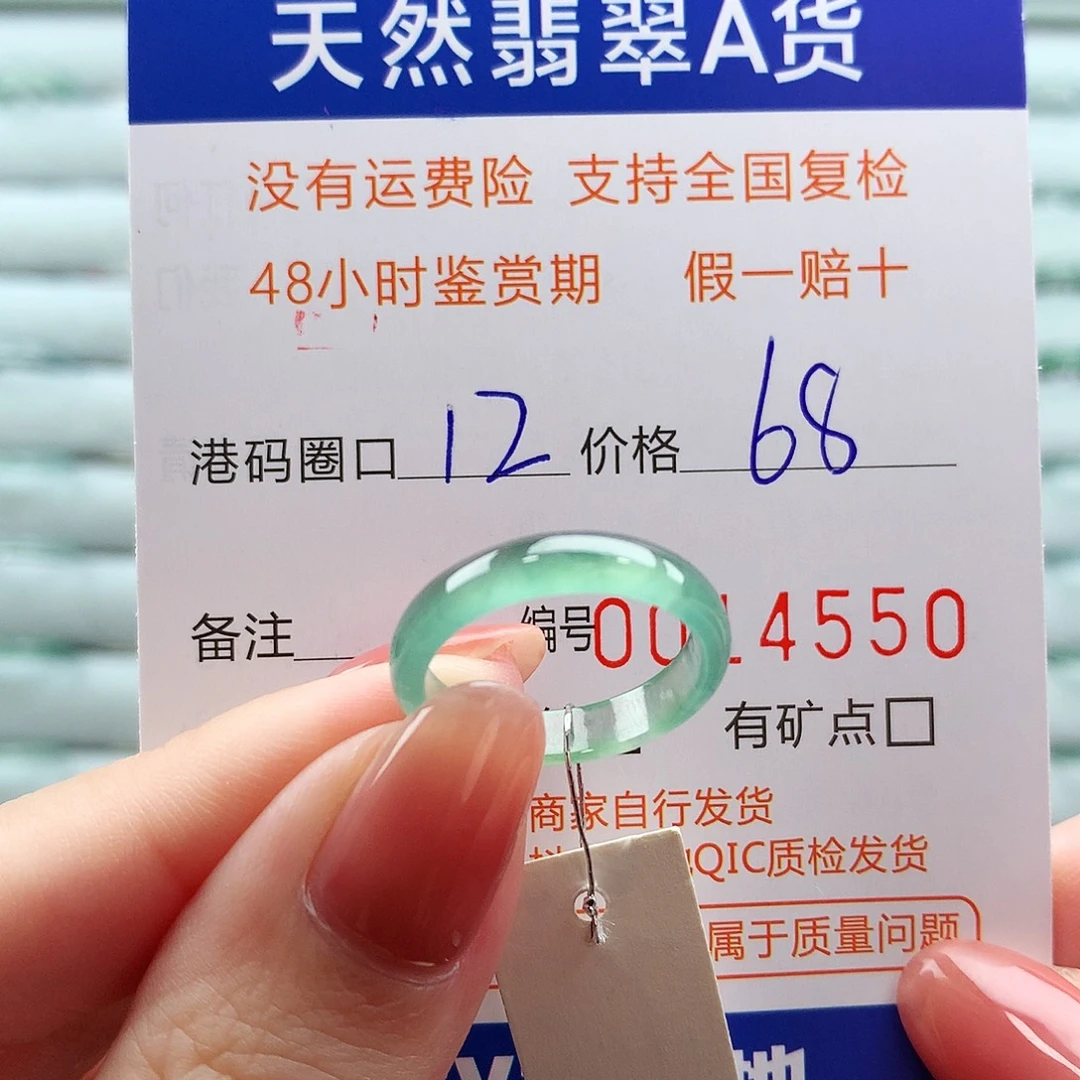 天然翡翠A货
没有运费险 支持全国复检
48小时鉴赏期 假一赔十
港码圈口 12 价格 68
备注 编号 0014550
有矿点
商家自行发货
QIC质检发货
属于质量问题